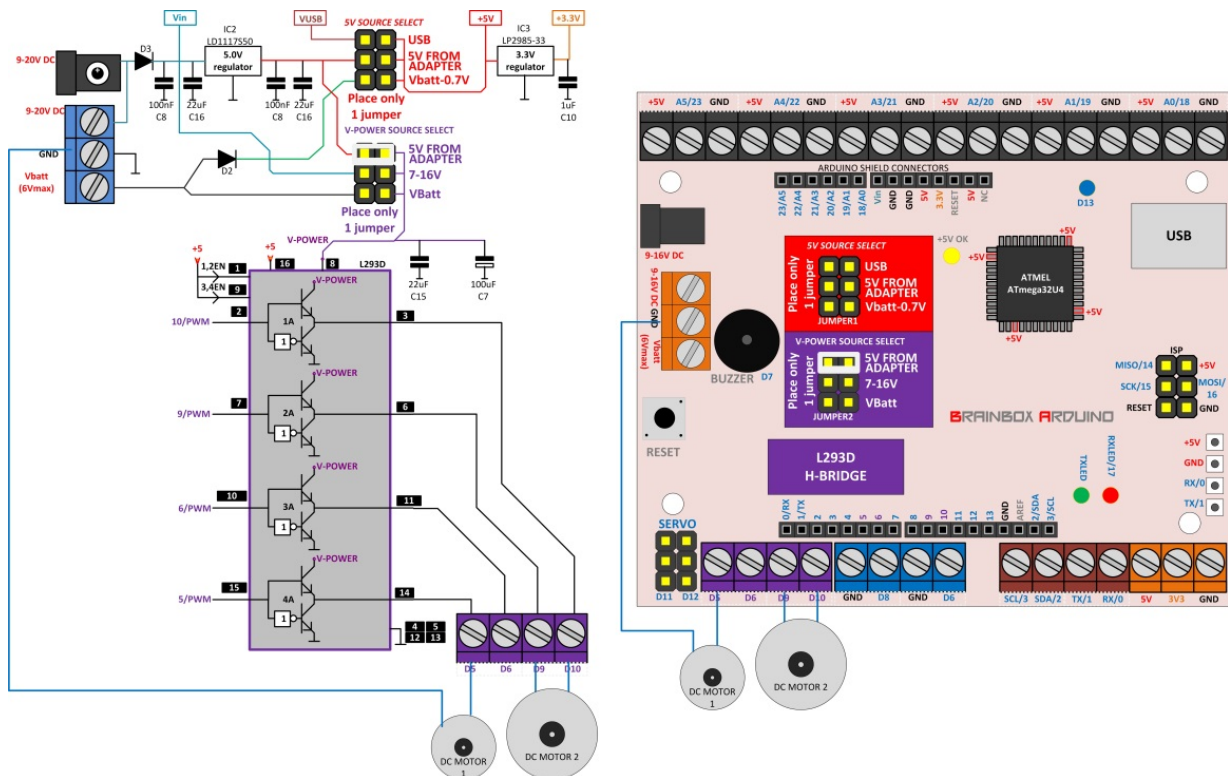 Vin
VUSB
5V SOURCE SELECT
+5V
+3.3V
IC2
LD1117S50
IC3
LP2985-33
D3
9-20V DC
5.0V
regulator
USB
5V FROM
ADAPTER
Vbatt-0.7V
3.3V
regulator
100nF
C8
22uF
C16
100nF
C8
22uF
C16
1uF
C10
Place only
1 jumper
9-20V DC
GND
Vbatt
(6Vmax)
D2
V-POWER SOURCE SELECT
5V FROM
ADAPTER
7-16V
VBatt
Place only
1 jumper
V-POWER
22uF
C15
100uF
C7
+5
+5
1,2EN
1
16
8
L293D
3,4EN
9
V-POWER
2
10/PWM
1A
1
3
V-POWER
7
9/PWM
2A
1
6
V-POWER
10
6/PWM
3A
1
11
V-POWER
15
5/PWM
4A
1
14
4 5
12 13
D5 D6 D9 D10
DC MOTOR
1
DC MOTOR 2
+5V A5/23 GND +5V A4/22 GND +5V A3/21 GND +5V A2/20 GND +5V A1/19 GND +5V A0/18 GND
ARDUINO SHIELD CONNECTORS
23/A5
22/A4
21/A3
20/A2
19/A1
18/A0
Vin
GND
GND
5V
3.3V
RESET
5V
NC
D13
USB
9-16V DC
9-16V DC
GND
Vbatt
(6Vmax)
5V SOURCE SELECT
Place only
1 jumper
USB
5V FROM
ADAPTER
Vbatt-0.7V
JUMPER1
+5V OK
+5V
+5V
ATMEL
ATmega32U4
+5V
+5V
V-POWER SOURCE SELECT
Place only
1 jumper
5V FROM
ADAPTER
7-16V
VBatt
JUMPER2
BUZZER
D7
ISP
MISO/14
+5V
SCK/15
MOSI/
16
RESET
GND
BRAINBOX ARDUINO
RESET
L293D
H-BRIDGE
TXLED
RXLED/17
+5V
GND
RX/0
TX/1
SERVO
D11 D12
0/RX
1/TX
2
3
4
5
6
7
8
9
10
11
12
13
GND
AREF
2/SDA
3/SCL
D5 D6 D9 D10 GND D8 GND D6
SCL/3 SDA/2 TX/1 RX/0 5V 3V3 GND
DC MOTOR
1
DC MOTOR 2